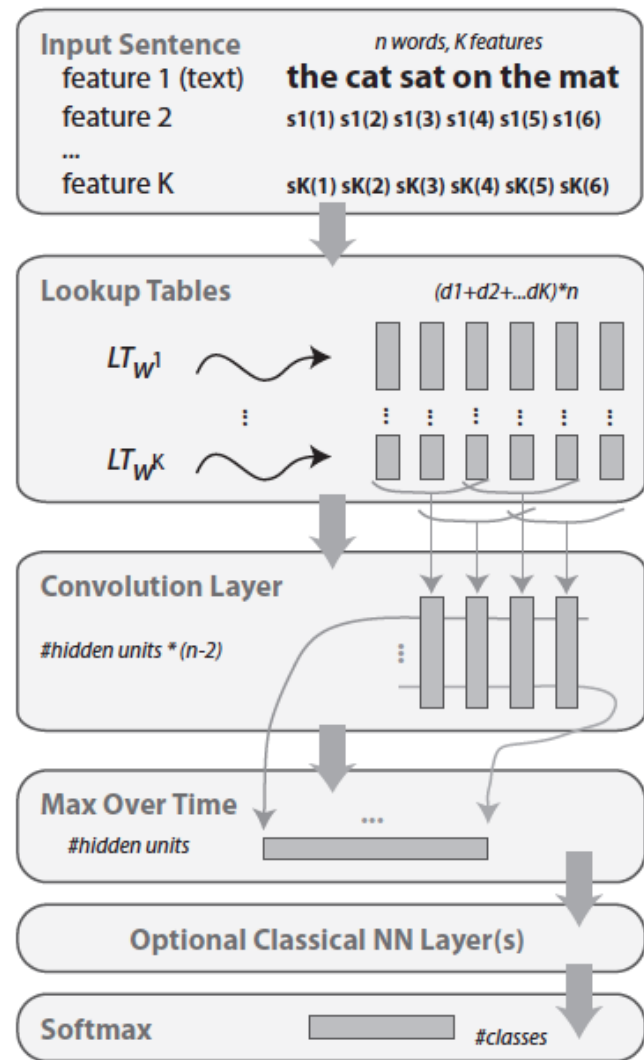 Input Sentence
n words, K features
feature 1 (text) the cat sat on the mat
feature 2 s1(1) s1(2) s1(3) s1(4) s1(5) s1(6)
...
feature K sK(1) sK(2) sK(3) sK(4) sK(5) sK(6)
Lookup Tables
(d1+d2+...dK)*n
LTW1
LTWK
Convolution Layer
#hidden units * (n-2)
Max Over Time
...
#hidden units
Optional Classical NN Layer(s)
Softmax
#classes